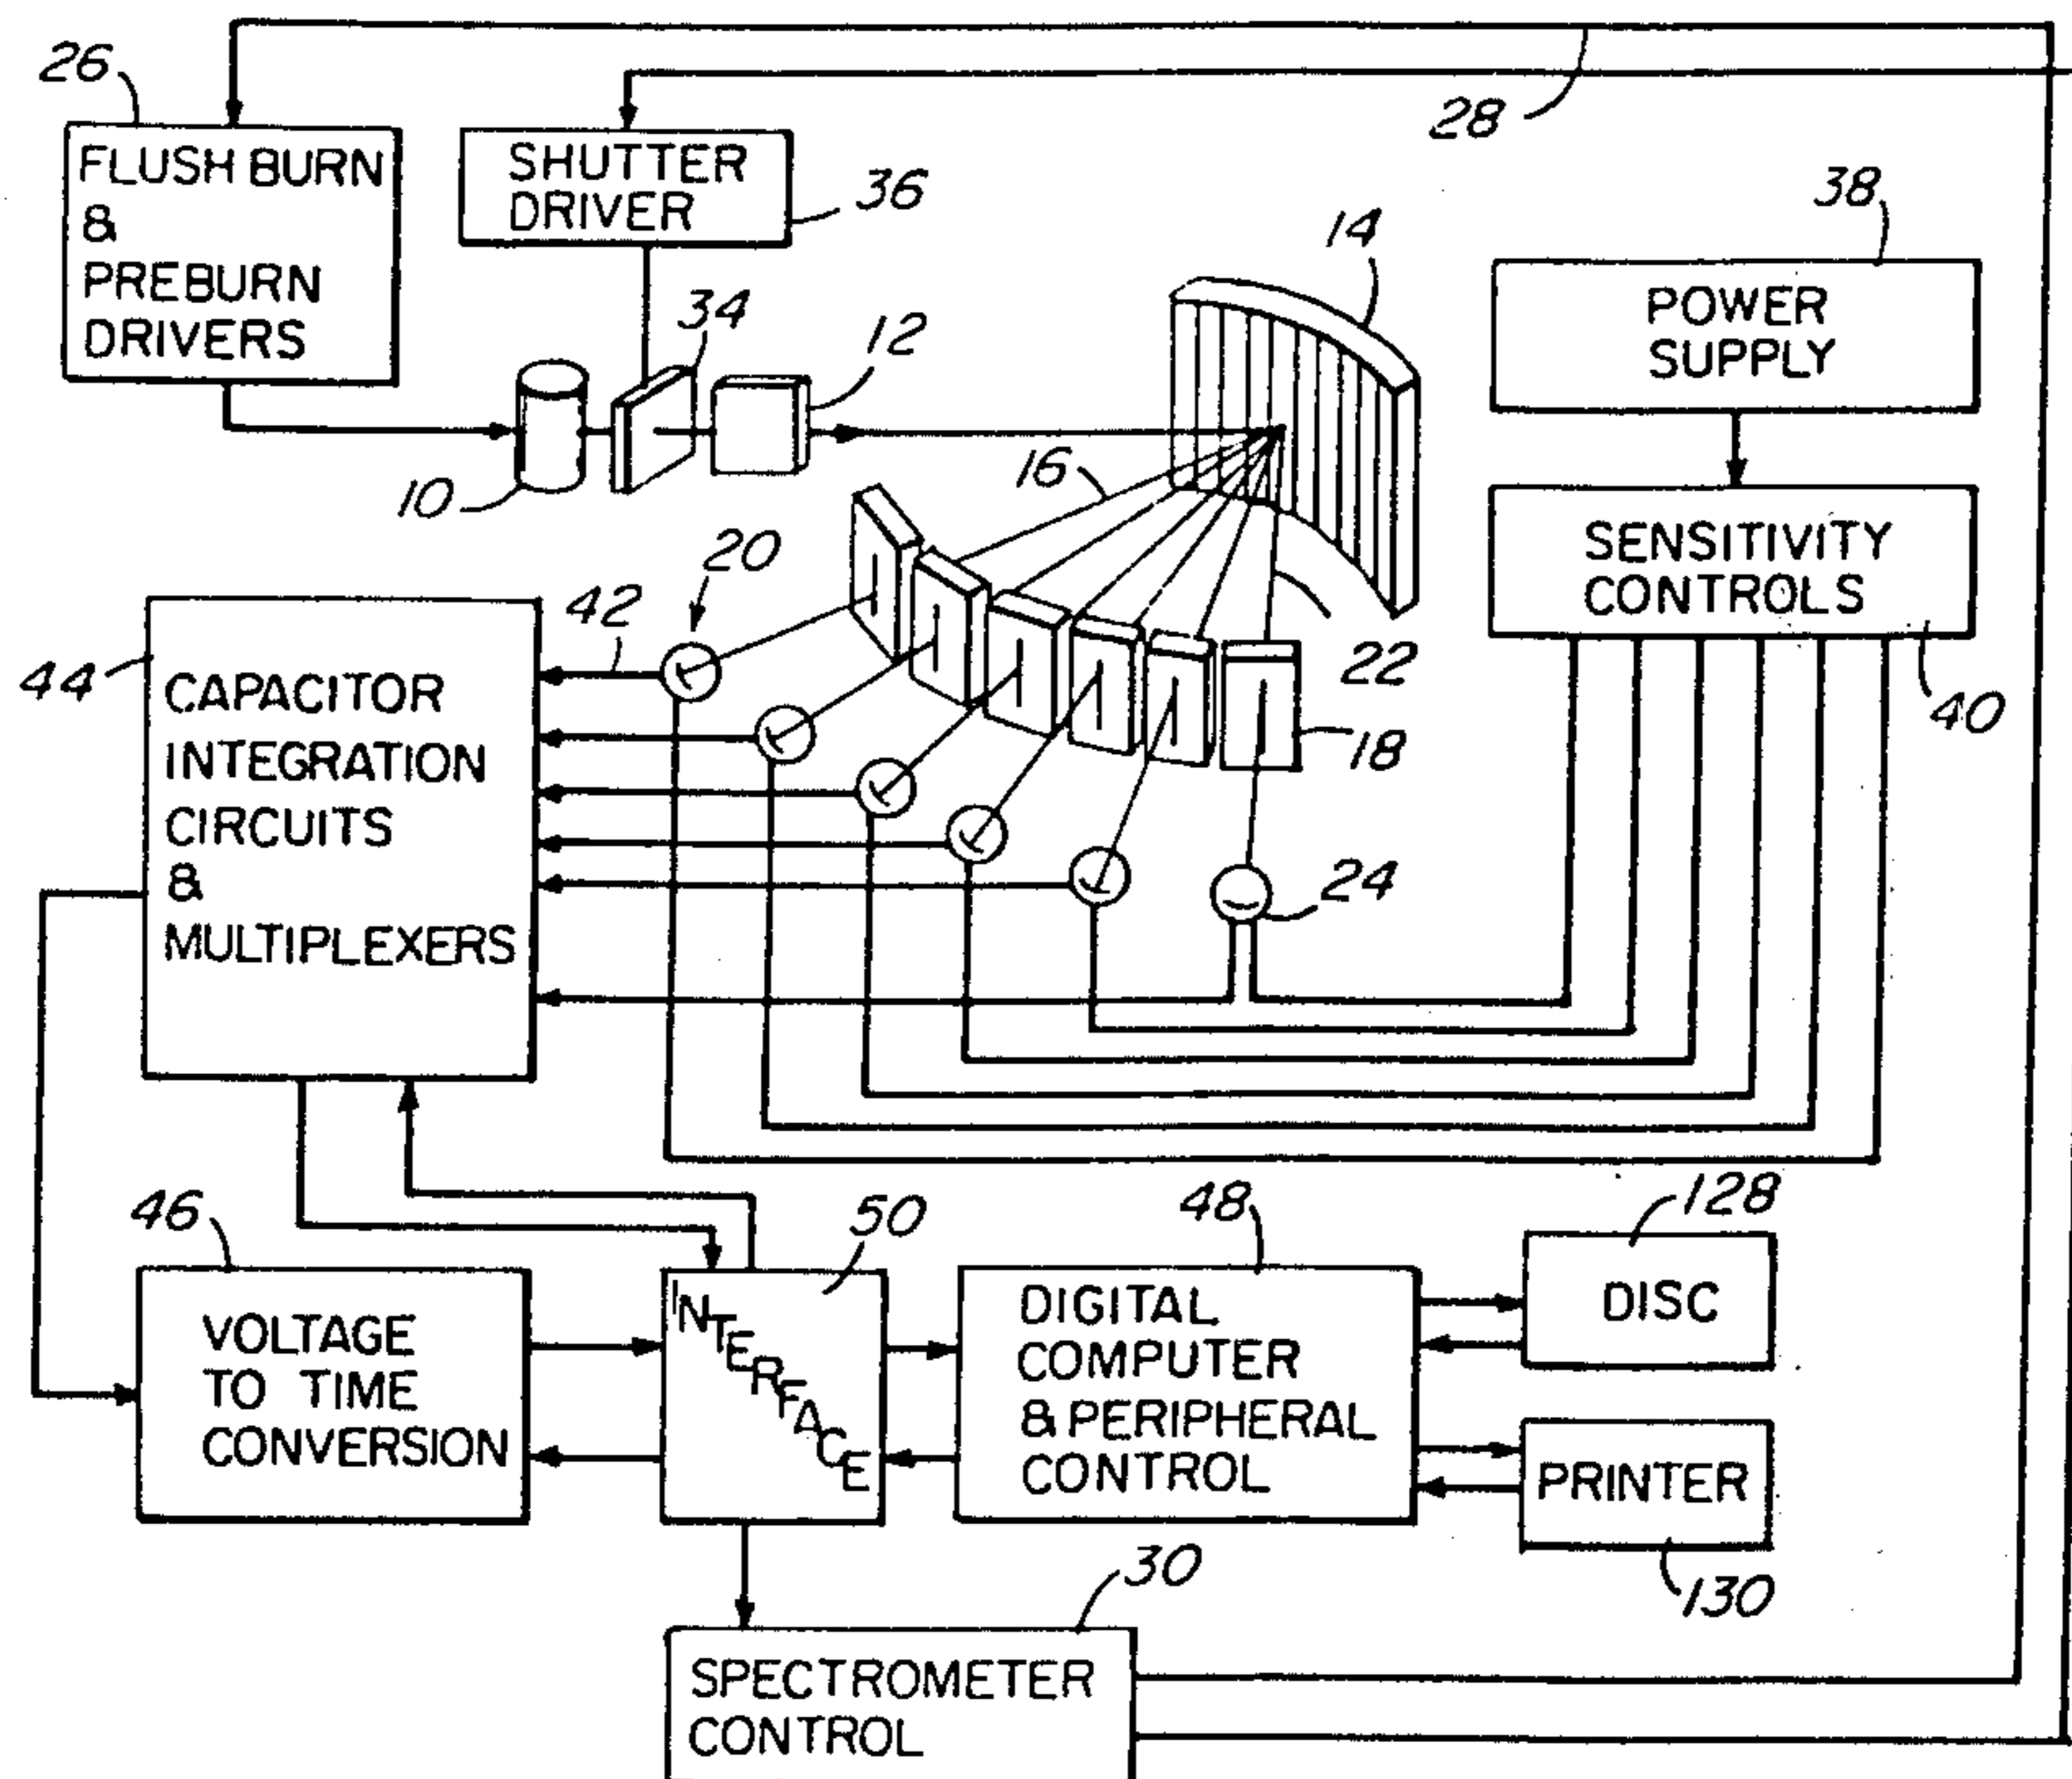 26
28
FLUSH BURN
&
PREBURN
DRIVERS
SHUTTER
DRIVER
36
14
38
POWER
SUPPLY
34
12
10
16
20
42
22
SENSITIVITY
CONTROLS
40
18
44
CAPACITOR
INTEGRATION
CIRCUITS
&
MULTIPLEXERS
24
46
50
48
128
VOLTAGE
TO TIME
CONVERSION
INTERFACE
DIGITAL
COMPUTER
& PERIPHERAL
CONTROL
DISC
PRINTER
130
30
SPECTROMETER
CONTROL